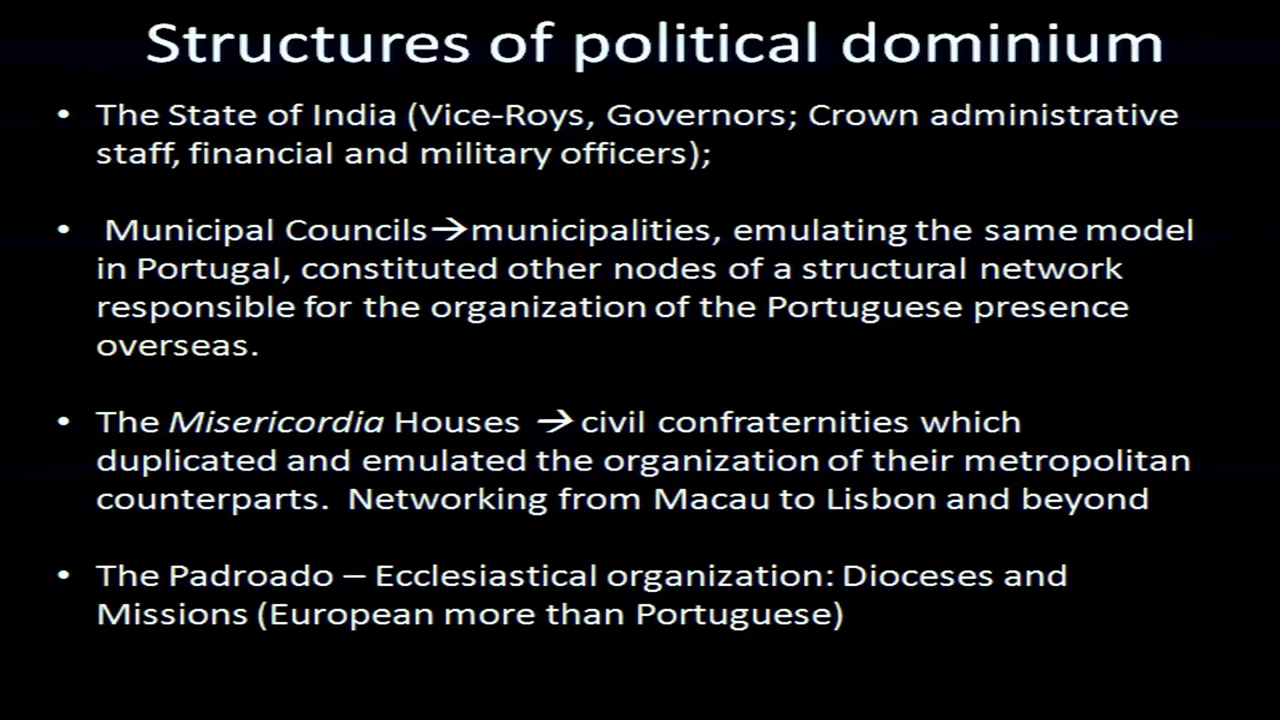 Structures of political dominium
• The State of India (Vice-Roys, Governors; Crown administrative
staff, financial and military officers);
• Municipal Councils→municipalities, emulating the same model
in Portugal, constituted other nodes of a structural network
responsible for the organization of the Portuguese presence
overseas.
• The Misericordia Houses → civil confraternities which
duplicated and emulated the organization of their metropolitan
counterparts. Networking from Macau to Lisbon and beyond
• The Padroado – Ecclesiastical organization: Dioceses and
Missions (European more than Portuguese)